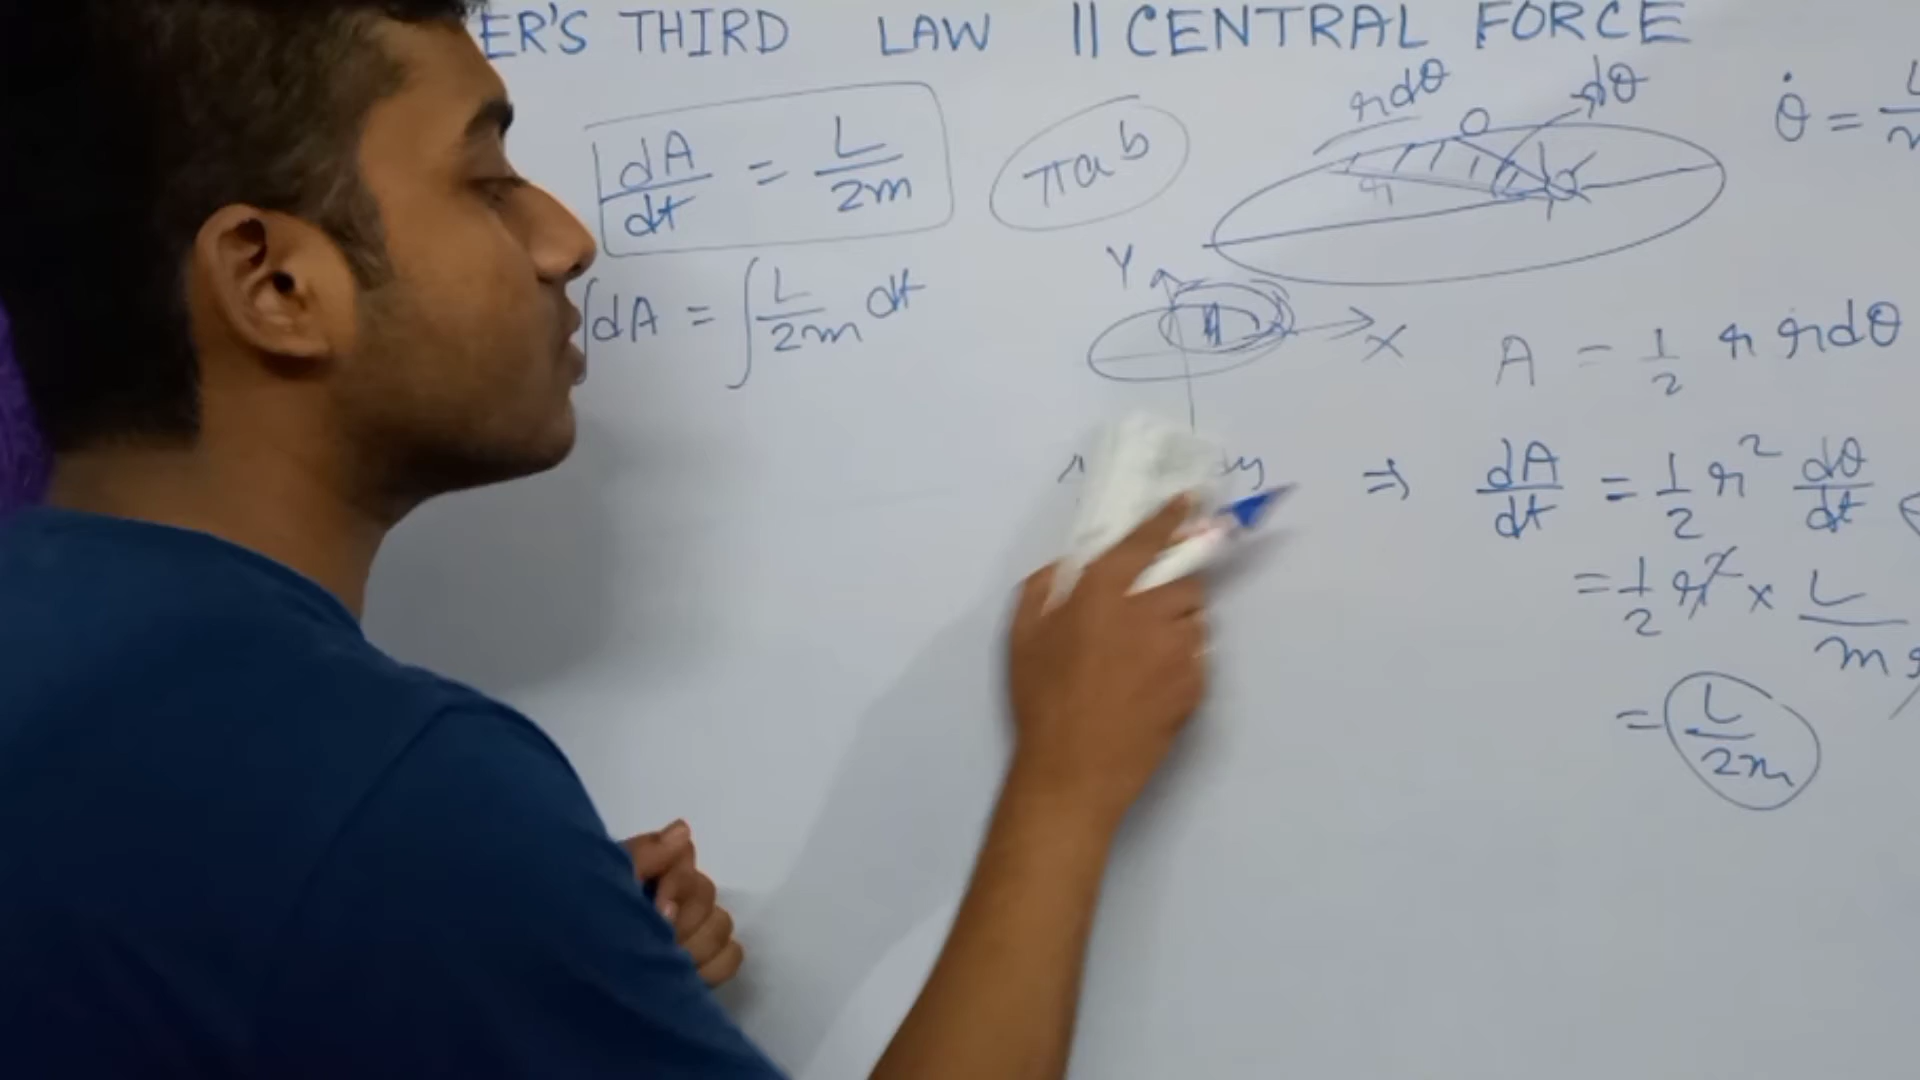 ER'S THIRD LAW || CENTRAL FORCE
dA/dt = L/2m
πab
rdθ
dθ
r
θ̇ =
∫dA = ∫ L/2m dt
Y
X
A = 1/2 r rdθ
dy
⇒ dA/dt = 1/2 r² dθ/dt
= 1/2 r² × L/m
= L/2m